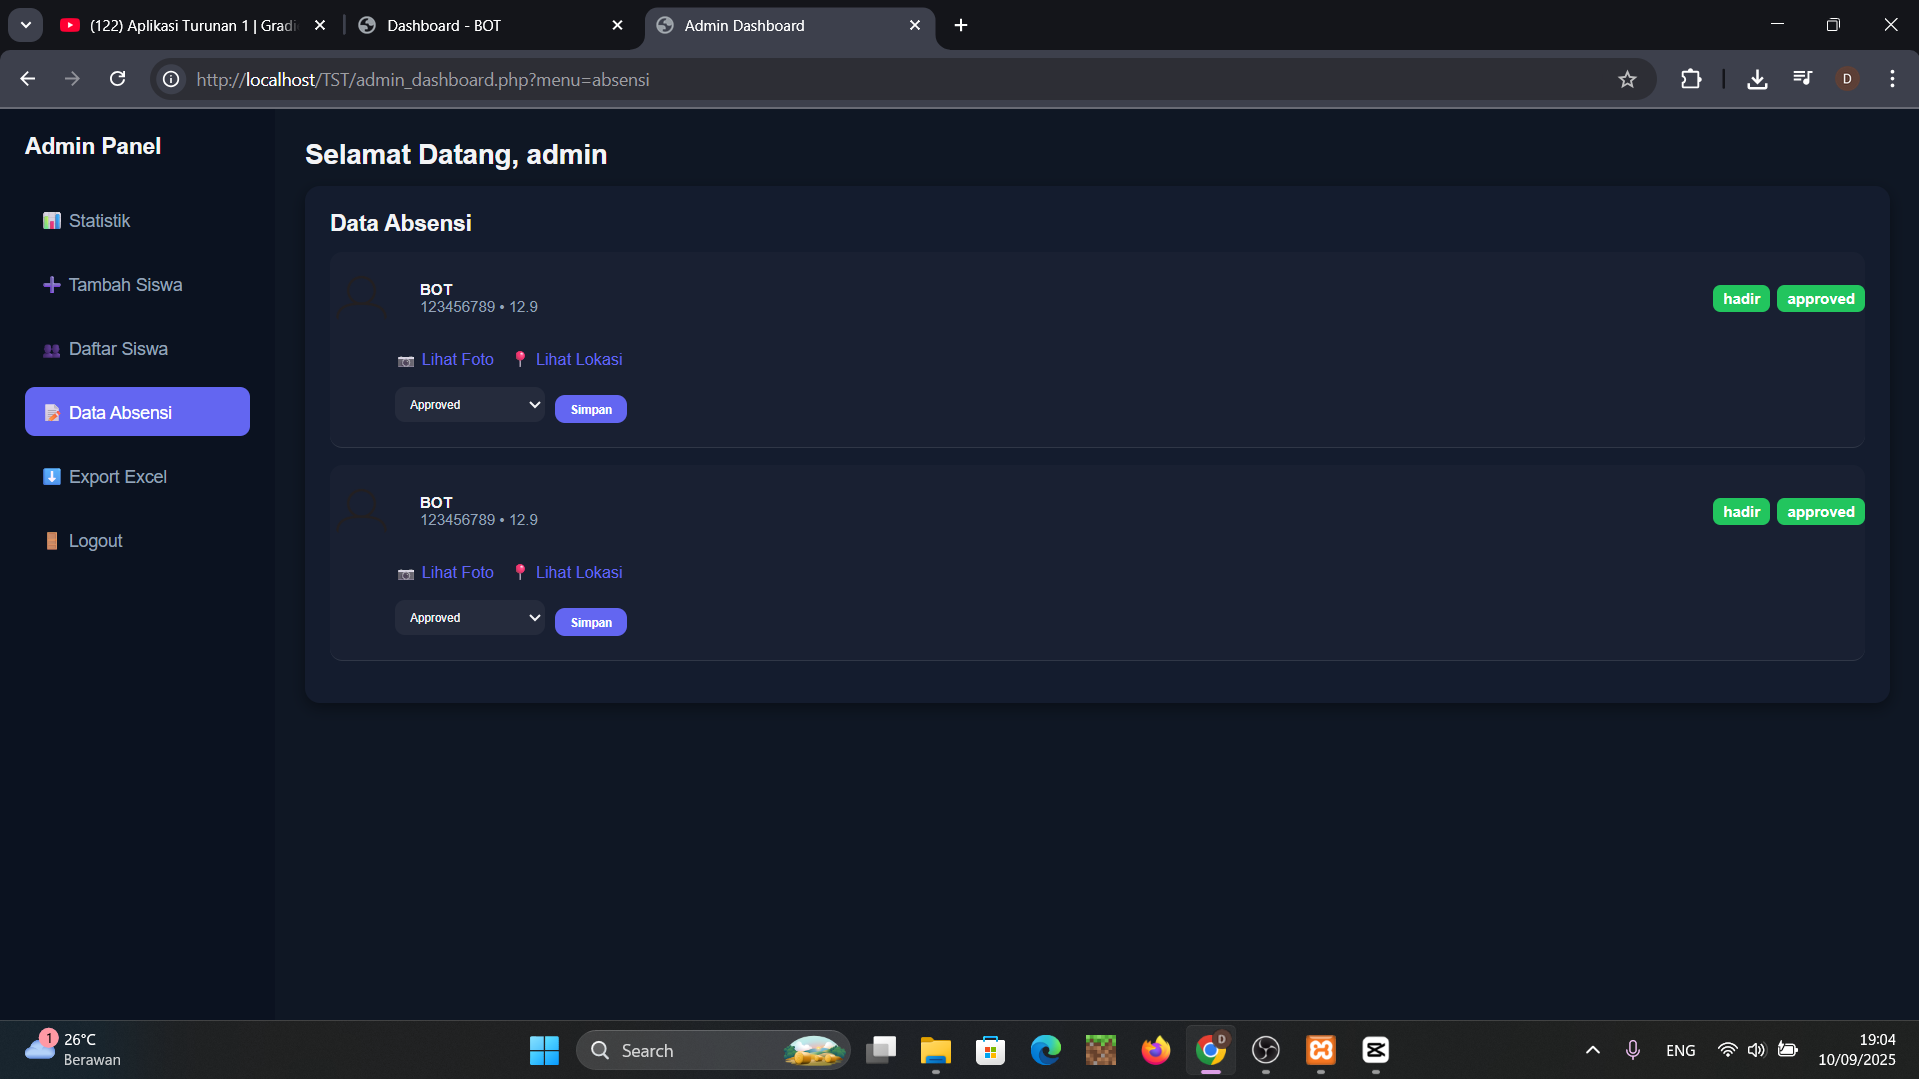 (122) Aplikasi Turunan 1 | Gradi
Dashboard - BOT
Admin Dashboard
http://localhost/TST/admin_dashboard.php?menu=absensi
D
Admin Panel
Statistik
Tambah Siswa
Daftar Siswa
Data Absensi
Export Excel
Logout
Selamat Datang, admin
Data Absensi
BOT
123456789 • 12.9
hadir
approved
Lihat Foto
Lihat Lokasi
Approved
Simpan
BOT
123456789 • 12.9
hadir
approved
Lihat Foto
Lihat Lokasi
Approved
Simpan
1
26°C
Berawan
Search
D
ENG
19:04
10/09/2025